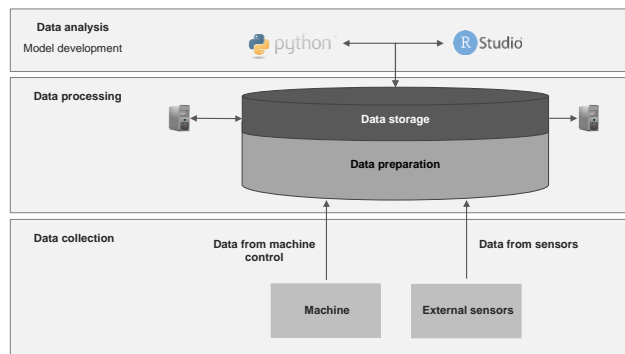 Data analysis
Model development
python
R Studio
Data processing
Data storage
Data preparation
Data collection
Data from machine
control
Data from sensors
Machine
External sensors